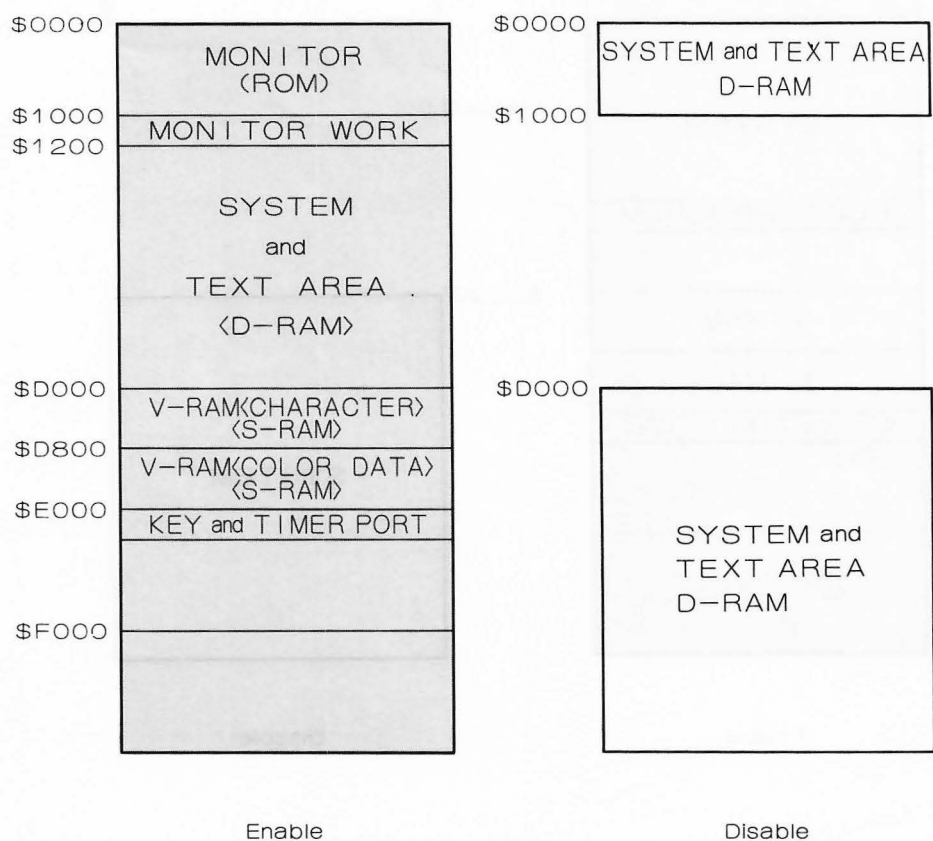 $0000
MONITOR
(ROM)
$1000
MONITOR WORK
$1200
SYSTEM
and
TEXT AREA
<D-RAM>
$D000
V-RAM<CHARACTER>
<S-RAM>
$D800
V-RAM<COLOR DATA>
<S-RAM>
$E000
KEY and TIMER PORT
$F000
Enable
$0000
SYSTEM and TEXT AREA
D-RAM
$1000
$D000
SYSTEM and
TEXT AREA
D-RAM
Disable